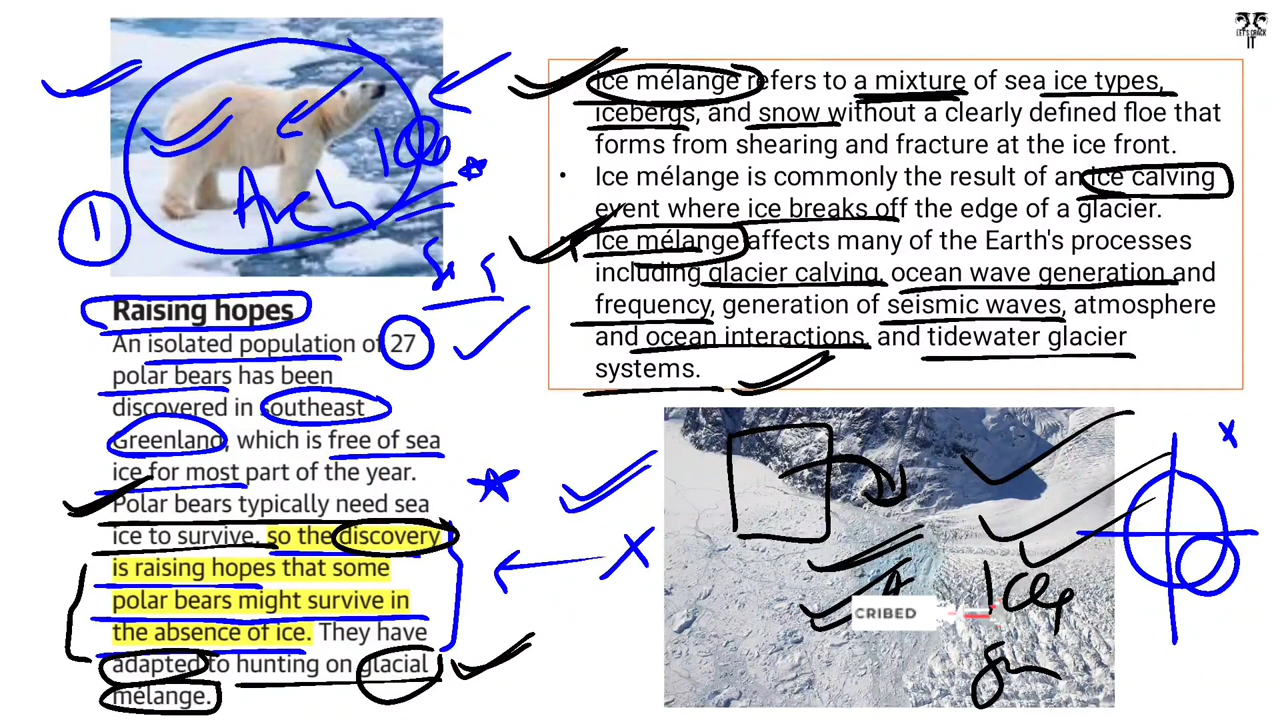 LET'S CRACK
IT
Raising hopes
An isolated population of 27
polar bears has been
discovered in southeast
Greenland, which is free of sea
ice for most part of the year.
Polar bears typically need sea
ice to survive, so the discovery
is raising hopes that some
polar bears might survive in
the absence of ice. They have
adapted to hunting on glacial
mélange.
• Ice mélange refers to a mixture of sea ice types,
icebergs, and snow without a clearly defined floe that
forms from shearing and fracture at the ice front.
• Ice mélange is commonly the result of an ice calving
event where ice breaks off the edge of a glacier.
• Ice mélange affects many of the Earth's processes
including glacier calving, ocean wave generation and
frequency, generation of seismic waves, atmosphere
and ocean interactions, and tidewater glacier
systems.
1
Ice
CRIBED